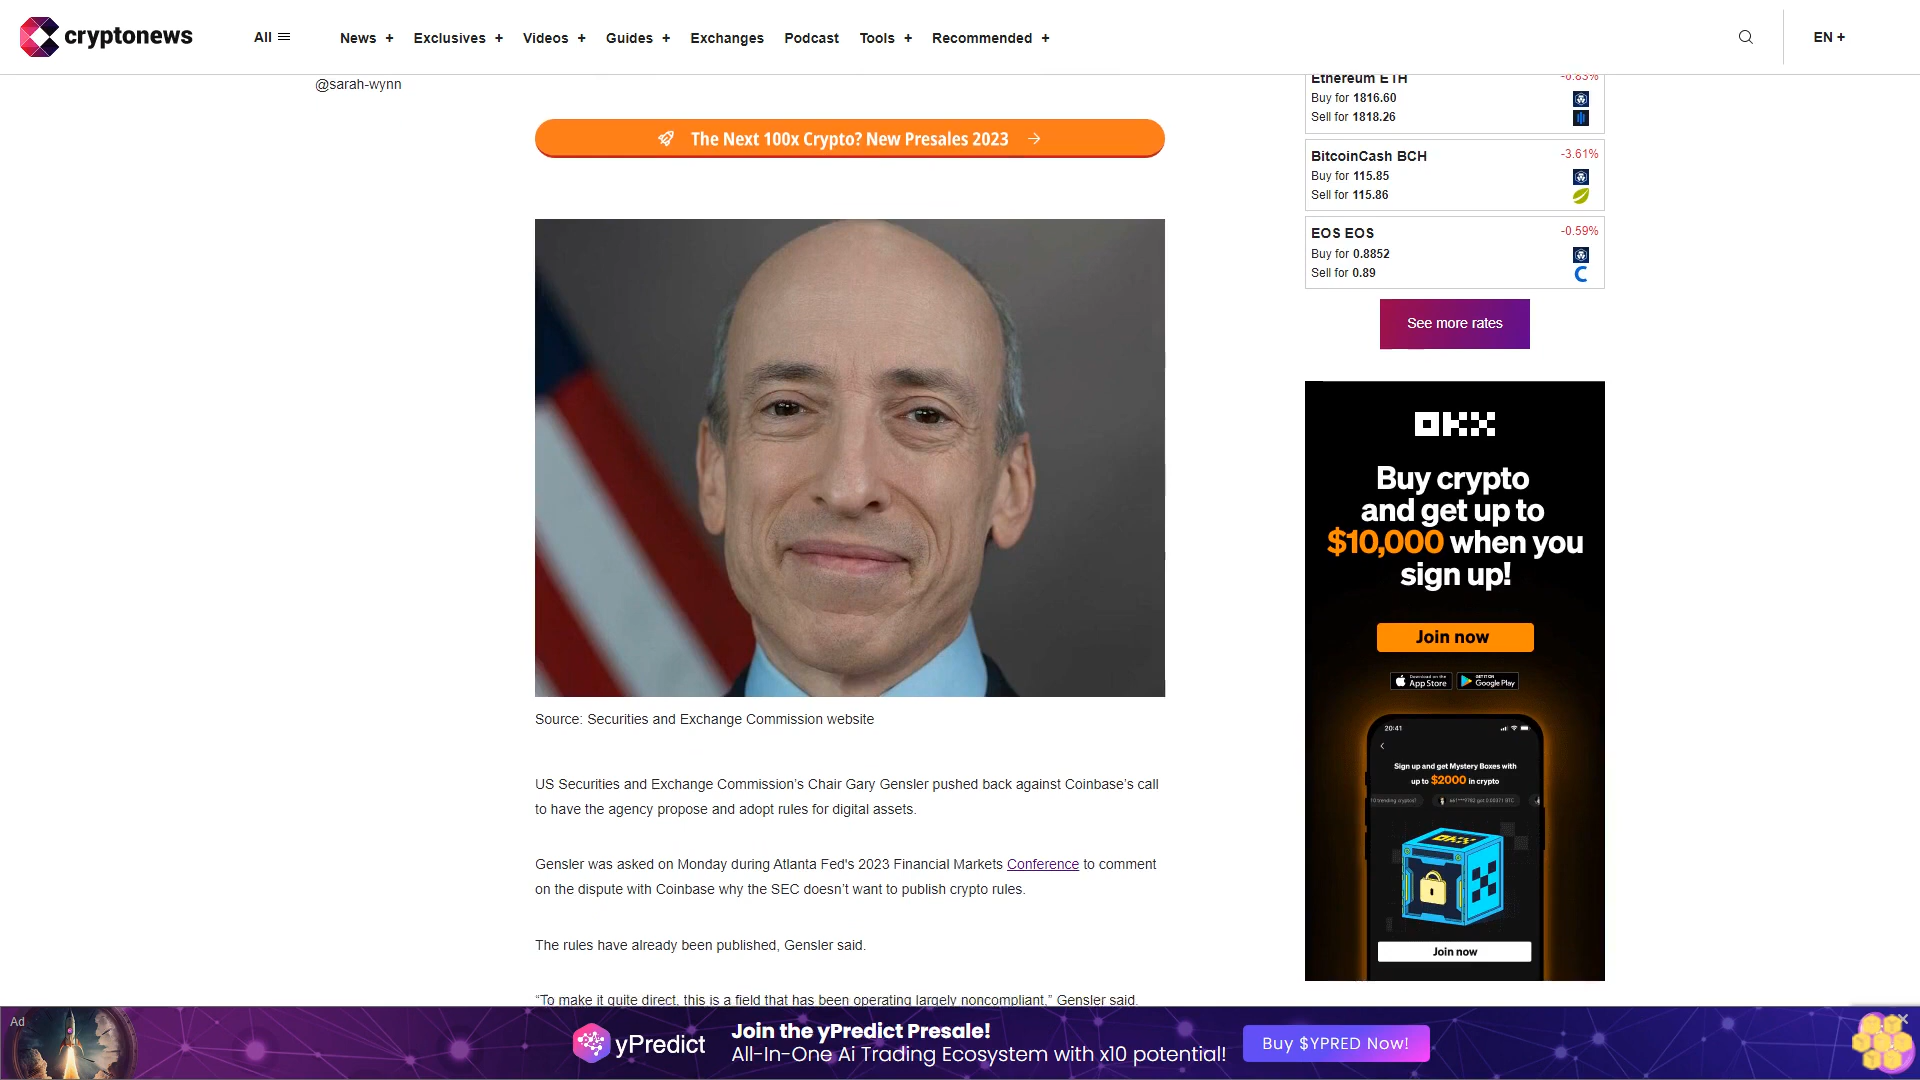 cryptonews
All
News +
Exclusives +
Videos +
Guides +
Exchanges
Podcast
Tools +
Recommended +
EN +
@sarah-wynn
The Next 100x Crypto? New Presales 2023
Source: Securities and Exchange Commission website
US Securities and Exchange Commission’s Chair Gary Gensler pushed back against Coinbase’s call
to have the agency propose and adopt rules for digital assets.
Gensler was asked on Monday during Atlanta Fed's 2023 Financial Markets Conference to comment
on the dispute with Coinbase why the SEC doesn’t want to publish crypto rules.
The rules have already been published, Gensler said.
“To make it quite direct, this is a field that has been operating largely noncompliant,” Gensler said.
Ethereum ETH
-0.83%
Buy for 1816.60
Sell for 1818.26
BitcoinCash BCH
-3.61%
Buy for 115.85
Sell for 115.86
EOS EOS
-0.59%
Buy for 0.8852
Sell for 0.89
See more rates
OKX
Buy crypto
and get up to
$10,000 when you
sign up!
Join now
Download on the
App Store
GET IT ON
Google Play
20:41
Sign up and get Mystery Boxes with
up to $2000 in crypto
OKX
Join now
Ad
yPredict
Join the yPredict Presale!
All-In-One Ai Trading Ecosystem with x10 potential!
Buy $YPRED Now!